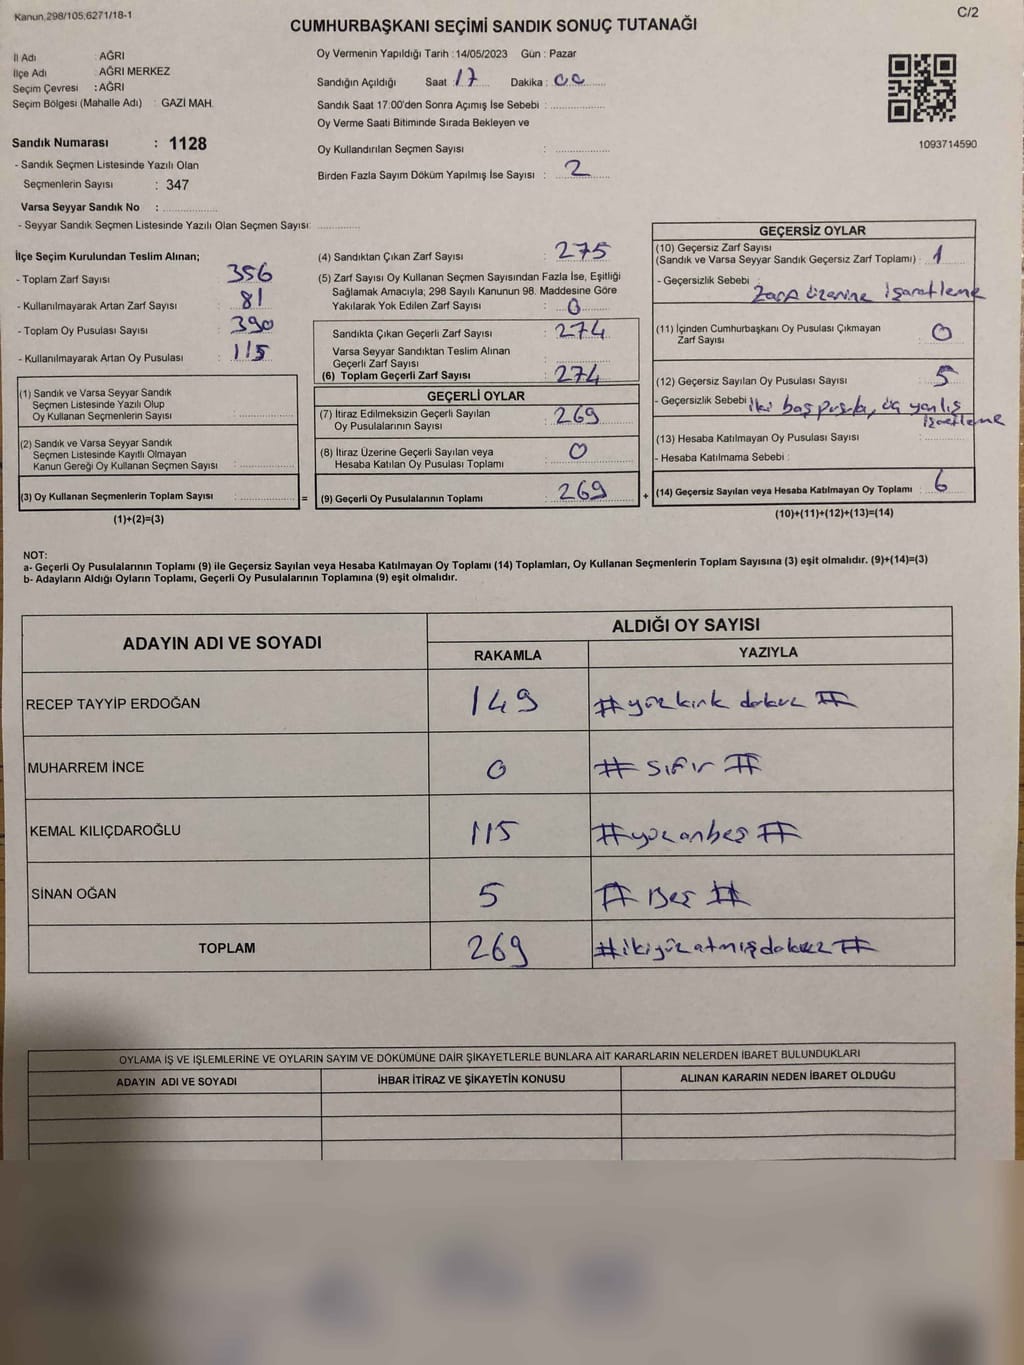 Kanun.298/105,6271/18-1
C/2
CUMHURBAŞKANI SEÇİMİ SANDIK SONUÇ TUTANAĞI
İl Adı : AĞRI
İlçe Adı : AĞRI MERKEZ
Seçim Çevresi : AĞRI
Seçim Bölgesi (Mahalle Adı) : GAZİ MAH.
Sandık Numarası : 1128
- Sandık Seçmen Listesinde Yazılı Olan
Seçmenlerin Sayısı : 347
Varsa Seyyar Sandık No :
- Seyyar Sandık Seçmen Listesinde Yazılı Olan Seçmen Sayısı:
Oy Vermenin Yapıldığı Tarih : 14/05/2023 Gün : Pazar
Sandığın Açıldığı Saat : 17 Dakika : 00
Sandık Saat 17:00'den Sonra Açımış İse Sebebi :
Oy Verme Saati Bitiminde Sırada Bekleyen ve
Oy Kullandırılan Seçmen Sayısı :
Birden Fazla Sayım Döküm Yapılmış İse Sayısı : 2
1093714590
İlçe Seçim Kurulundan Teslim Alınan;
- Toplam Zarf Sayısı : 356
- Kullanılmayarak Artan Zarf Sayısı : 81
- Toplam Oy Pusulası Sayısı : 390
- Kullanılmayarak Artan Oy Pusulası : 115
(1) Sandık ve Varsa Seyyar Sandık
Seçmen Listesinde Yazılı Olup
Oy Kullanan Seçmenlerin Sayısı :
(2) Sandık ve Varsa Seyyar Sandık
Seçmen Listesinde Kayıtlı Olmayan
Kanun Gereği Oy Kullanan Seçmen Sayısı :
(3) Oy Kullanan Seçmenlerin Toplam Sayısı : =
(1)+(2)=(3)
(4) Sandıktan Çıkan Zarf Sayısı : 275
(5) Zarf Sayısı Oy Kullanan Seçmen Sayısından Fazla İse, Eşitliği
Sağlamak Amacıyla; 298 Sayılı Kanunun 98. Maddesine Göre
Yakılarak Yok Edilen Zarf Sayısı : 0
Sandıkta Çıkan Geçerli Zarf Sayısı : 274
Varsa Seyyar Sandıktan Teslim Alınan
Geçerli Zarf Sayısı :
(6) Toplam Geçerli Zarf Sayısı : 274
GEÇERLİ OYLAR
(7) İtiraz Edilmeksizin Geçerli Sayılan
Oy Pusulalarının Sayısı : 269
(8) İtiraz Üzerine Geçerli Sayılan veya
Hesaba Katılan Oy Pusulası Toplamı : 0
(9) Geçerli Oy Pusulalarının Toplamı : 269 +
GEÇERSİZ OYLAR
(10) Geçersiz Zarf Sayısı
(Sandık ve Varsa Seyyar Sandık Geçersiz Zarf Toplamı) : 1
- Geçersizlik Sebebi : Zarf üzerine işaretleme
(11) İçinden Cumhurbaşkanı Oy Pusulası Çıkmayan
Zarf Sayısı : 0
(12) Geçersiz Sayılan Oy Pusulası Sayısı : 5
- Geçersizlik Sebebi : iki boş pusula, üç yanlış
işaretleme
(13) Hesaba Katılmayan Oy Pusulası Sayısı :
- Hesaba Katılmama Sebebi :
(14) Geçersiz Sayılan veya Hesaba Katılmayan Oy Toplamı : 6
(10)+(11)+(12)+(13)=(14)
NOT:
a- Geçerli Oy Pusulalarının Toplamı (9) ile Geçersiz Sayılan veya Hesaba Katılmayan Oy Toplamı (14) Toplamları, Oy Kullanan Seçmenlerin Toplam Sayısına (3) eşit olmalıdır. (9)+(14)=(3)
b- Adayların Aldığı Oyların Toplamı, Geçerli Oy Pusulalarının Toplamına (9) eşit olmalıdır.
ADAYIN ADI VE SOYADI
ALDIĞI OY SAYISI
RAKAMLA YAZIYLA
RECEP TAYYİP ERDOĞAN 149 #yüzkırk dokuz #
MUHARREM İNCE 0 # sıfır #
KEMAL KILIÇDAROĞLU 115 #yüzonbeş #
SİNAN OĞAN 5 # Beş #
TOPLAM 269 #ikiyüzatmışdokuz #
OYLAMA İŞ VE İŞLEMLERİNE VE OYLARIN SAYIM VE DÖKÜMÜNE DAİR ŞİKAYETLERLE BUNLARA AİT KARARLARIN NELERDEN İBARET BULUNDUKLARI
ADAYIN ADI VE SOYADI İHBAR İTİRAZ VE ŞİKAYETİN KONUSU ALINAN KARARIN NEDEN İBARET OLDUĞU